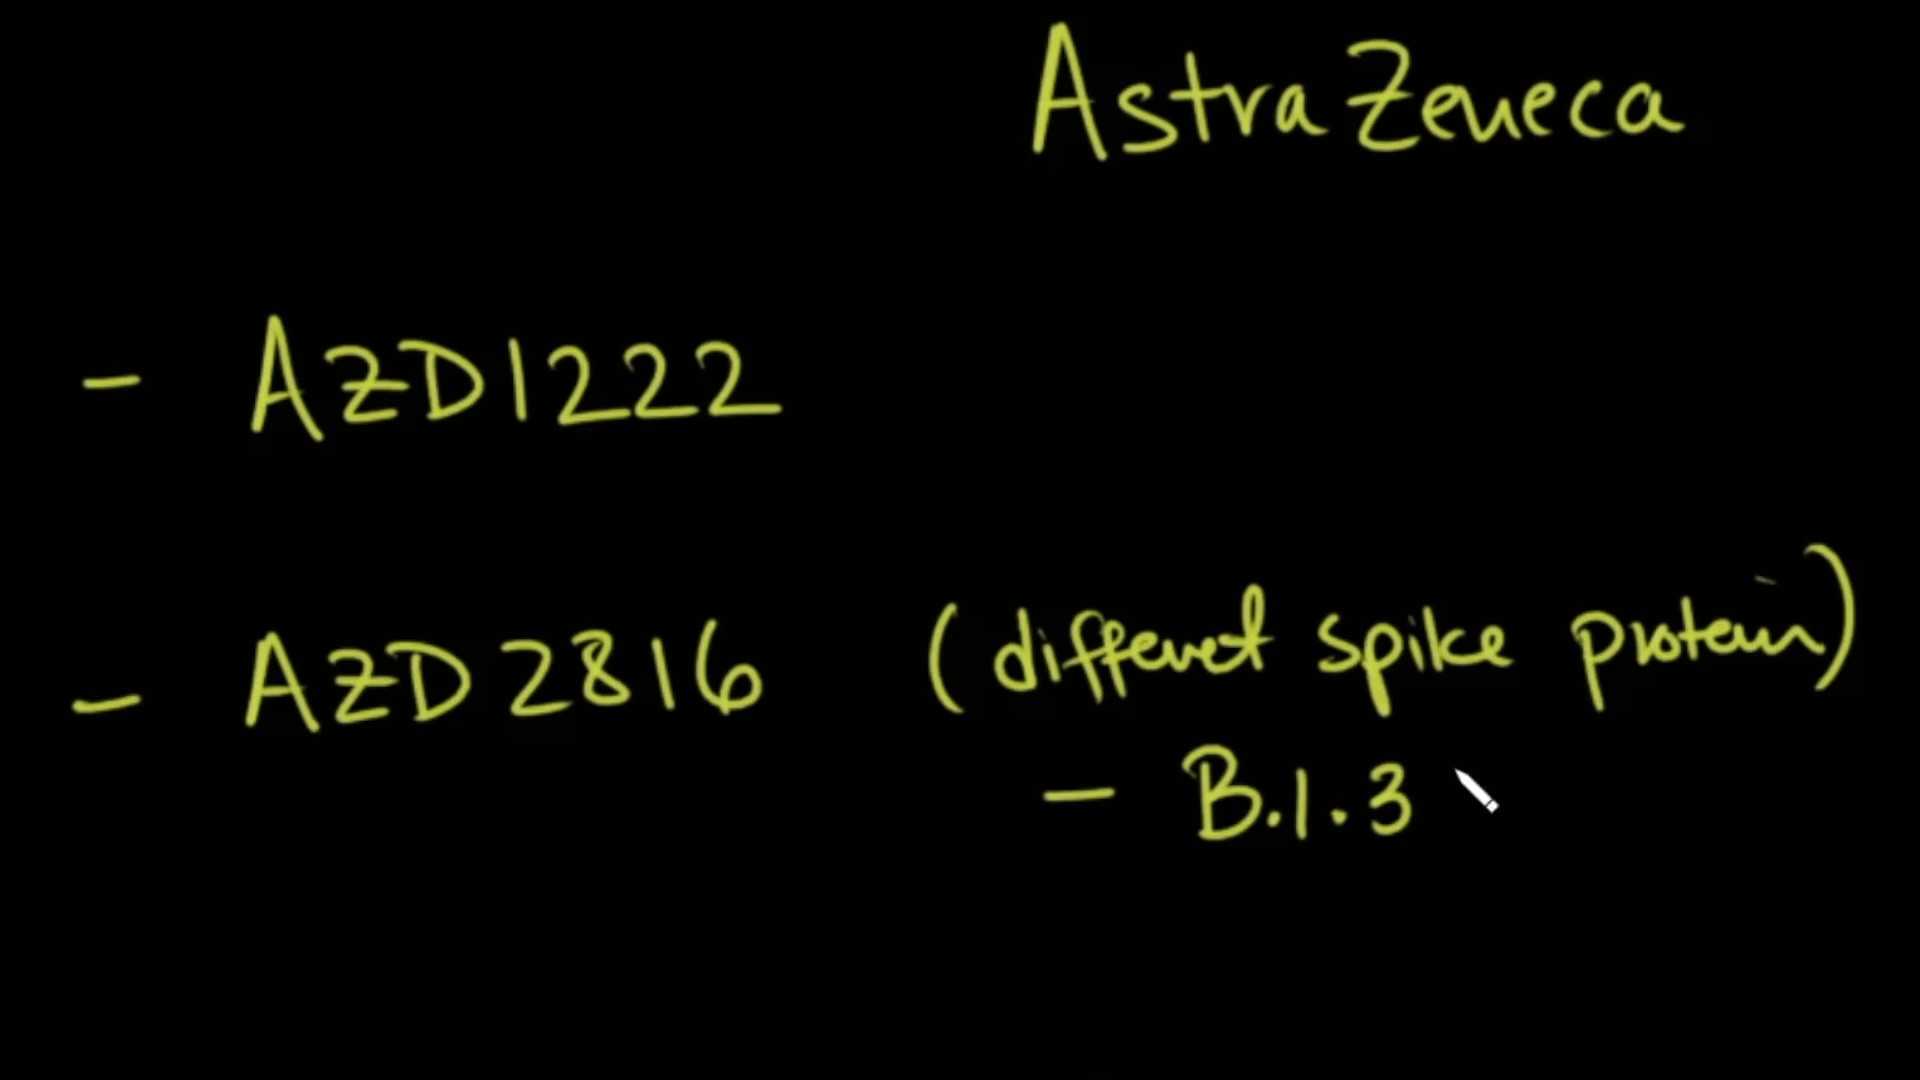 AstraZeneca
- AZD1222
- AZD2816 (differet spike protein)
- B.1.3